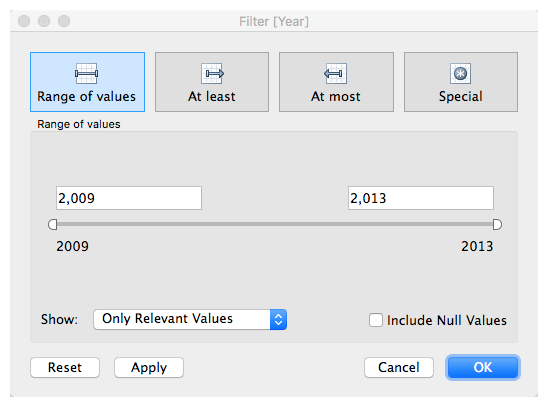 Filter [Year]
Range of values
At least
At most
Special
Range of values
2,009
2,013
2009
2013
Show:
Only Relevant Values
Include Null Values
Reset
Apply
Cancel
OK